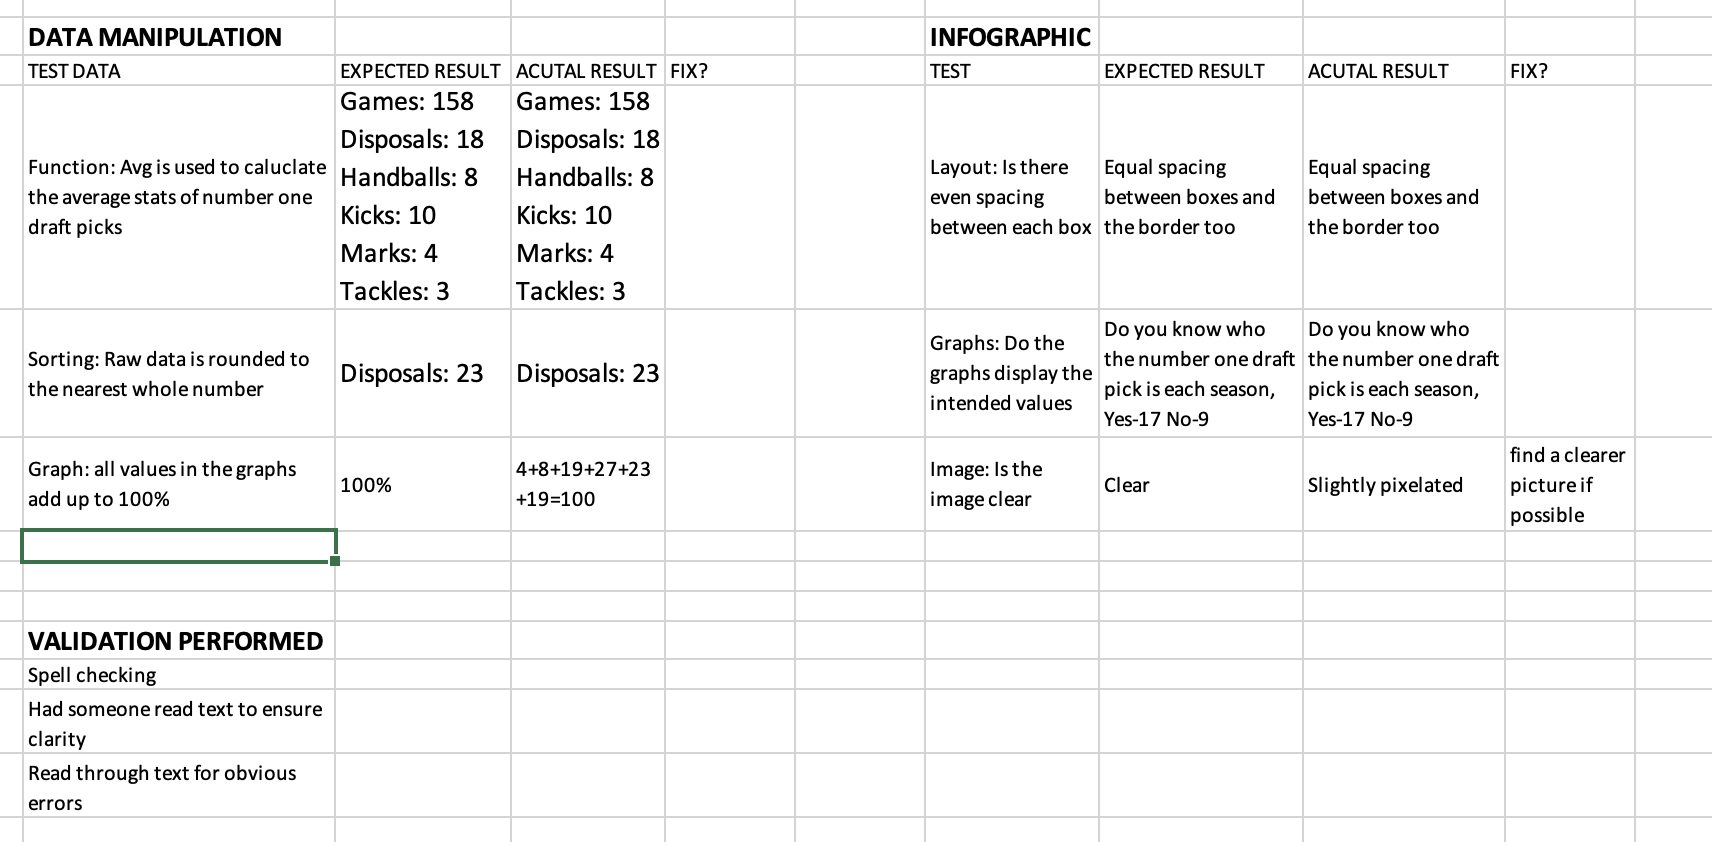 DATA MANIPULATION
TEST DATA
EXPECTED RESULT
ACUTAL RESULT
FIX?
Function: Avg is used to caluclate
the average stats of number one
draft picks
Games: 158
Disposals: 18
Handballs: 8
Kicks: 10
Marks: 4
Tackles: 3
Games: 158
Disposals: 18
Handballs: 8
Kicks: 10
Marks: 4
Tackles: 3
Sorting: Raw data is rounded to
the nearest whole number
Disposals: 23
Disposals: 23
Graph: all values in the graphs
add up to 100%
100%
4+8+19+27+23
+19=100
INFOGRAPHIC
TEST
EXPECTED RESULT
ACUTAL RESULT
FIX?
Layout: Is there
even spacing
between each box
Equal spacing
between boxes and
the border too
Equal spacing
between boxes and
the border too
Graphs: Do the
graphs display the
intended values
Do you know who
the number one draft
pick is each season,
Yes-17 No-9
Do you know who
the number one draft
pick is each season,
Yes-17 No-9
Image: Is the
image clear
Clear
Slightly pixelated
find a clearer
picture if
possible
VALIDATION PERFORMED
Spell checking
Had someone read text to ensure
clarity
Read through text for obvious
errors